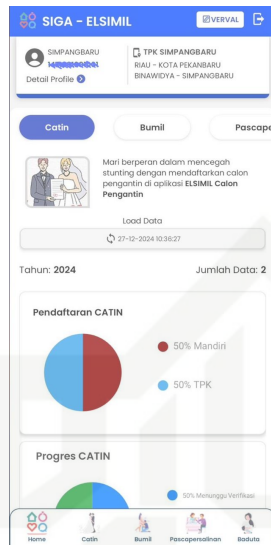 SIGA - ELSIMIL
VERVAL
SIMPANGBARU
Detail Profile
TPK SIMPANGBARU
RIAU - KOTA PEKANBARU
BINAWIDYA - SIMPANGBARU
Catin
Bumil
Pascape
Mari berperan dalam mencegah
stunting dengan mendaftarkan calon
pengantin di aplikasi ELSIMIL Calon
Pengantin
Load Data
27-12-2024 10:36:27
Tahun: 2024
Jumlah Data: 2
Pendaftaran CATIN
50% Mandiri
50% TPK
Progres CATIN
50% Menunggu Verifikasi
Home
Catin
Bumil
Pascapersalinan
Baduta